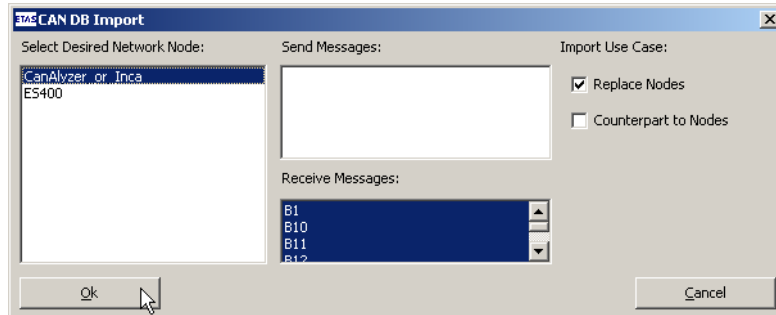 ETAS CAN DB Import
Select Desired Network Node:
CanAlyzer_or_Inca
ES400
Send Messages:
Receive Messages:
B1
B10
B11
B12
Import Use Case:
Replace Nodes
Counterpart to Nodes
Ok
Cancel